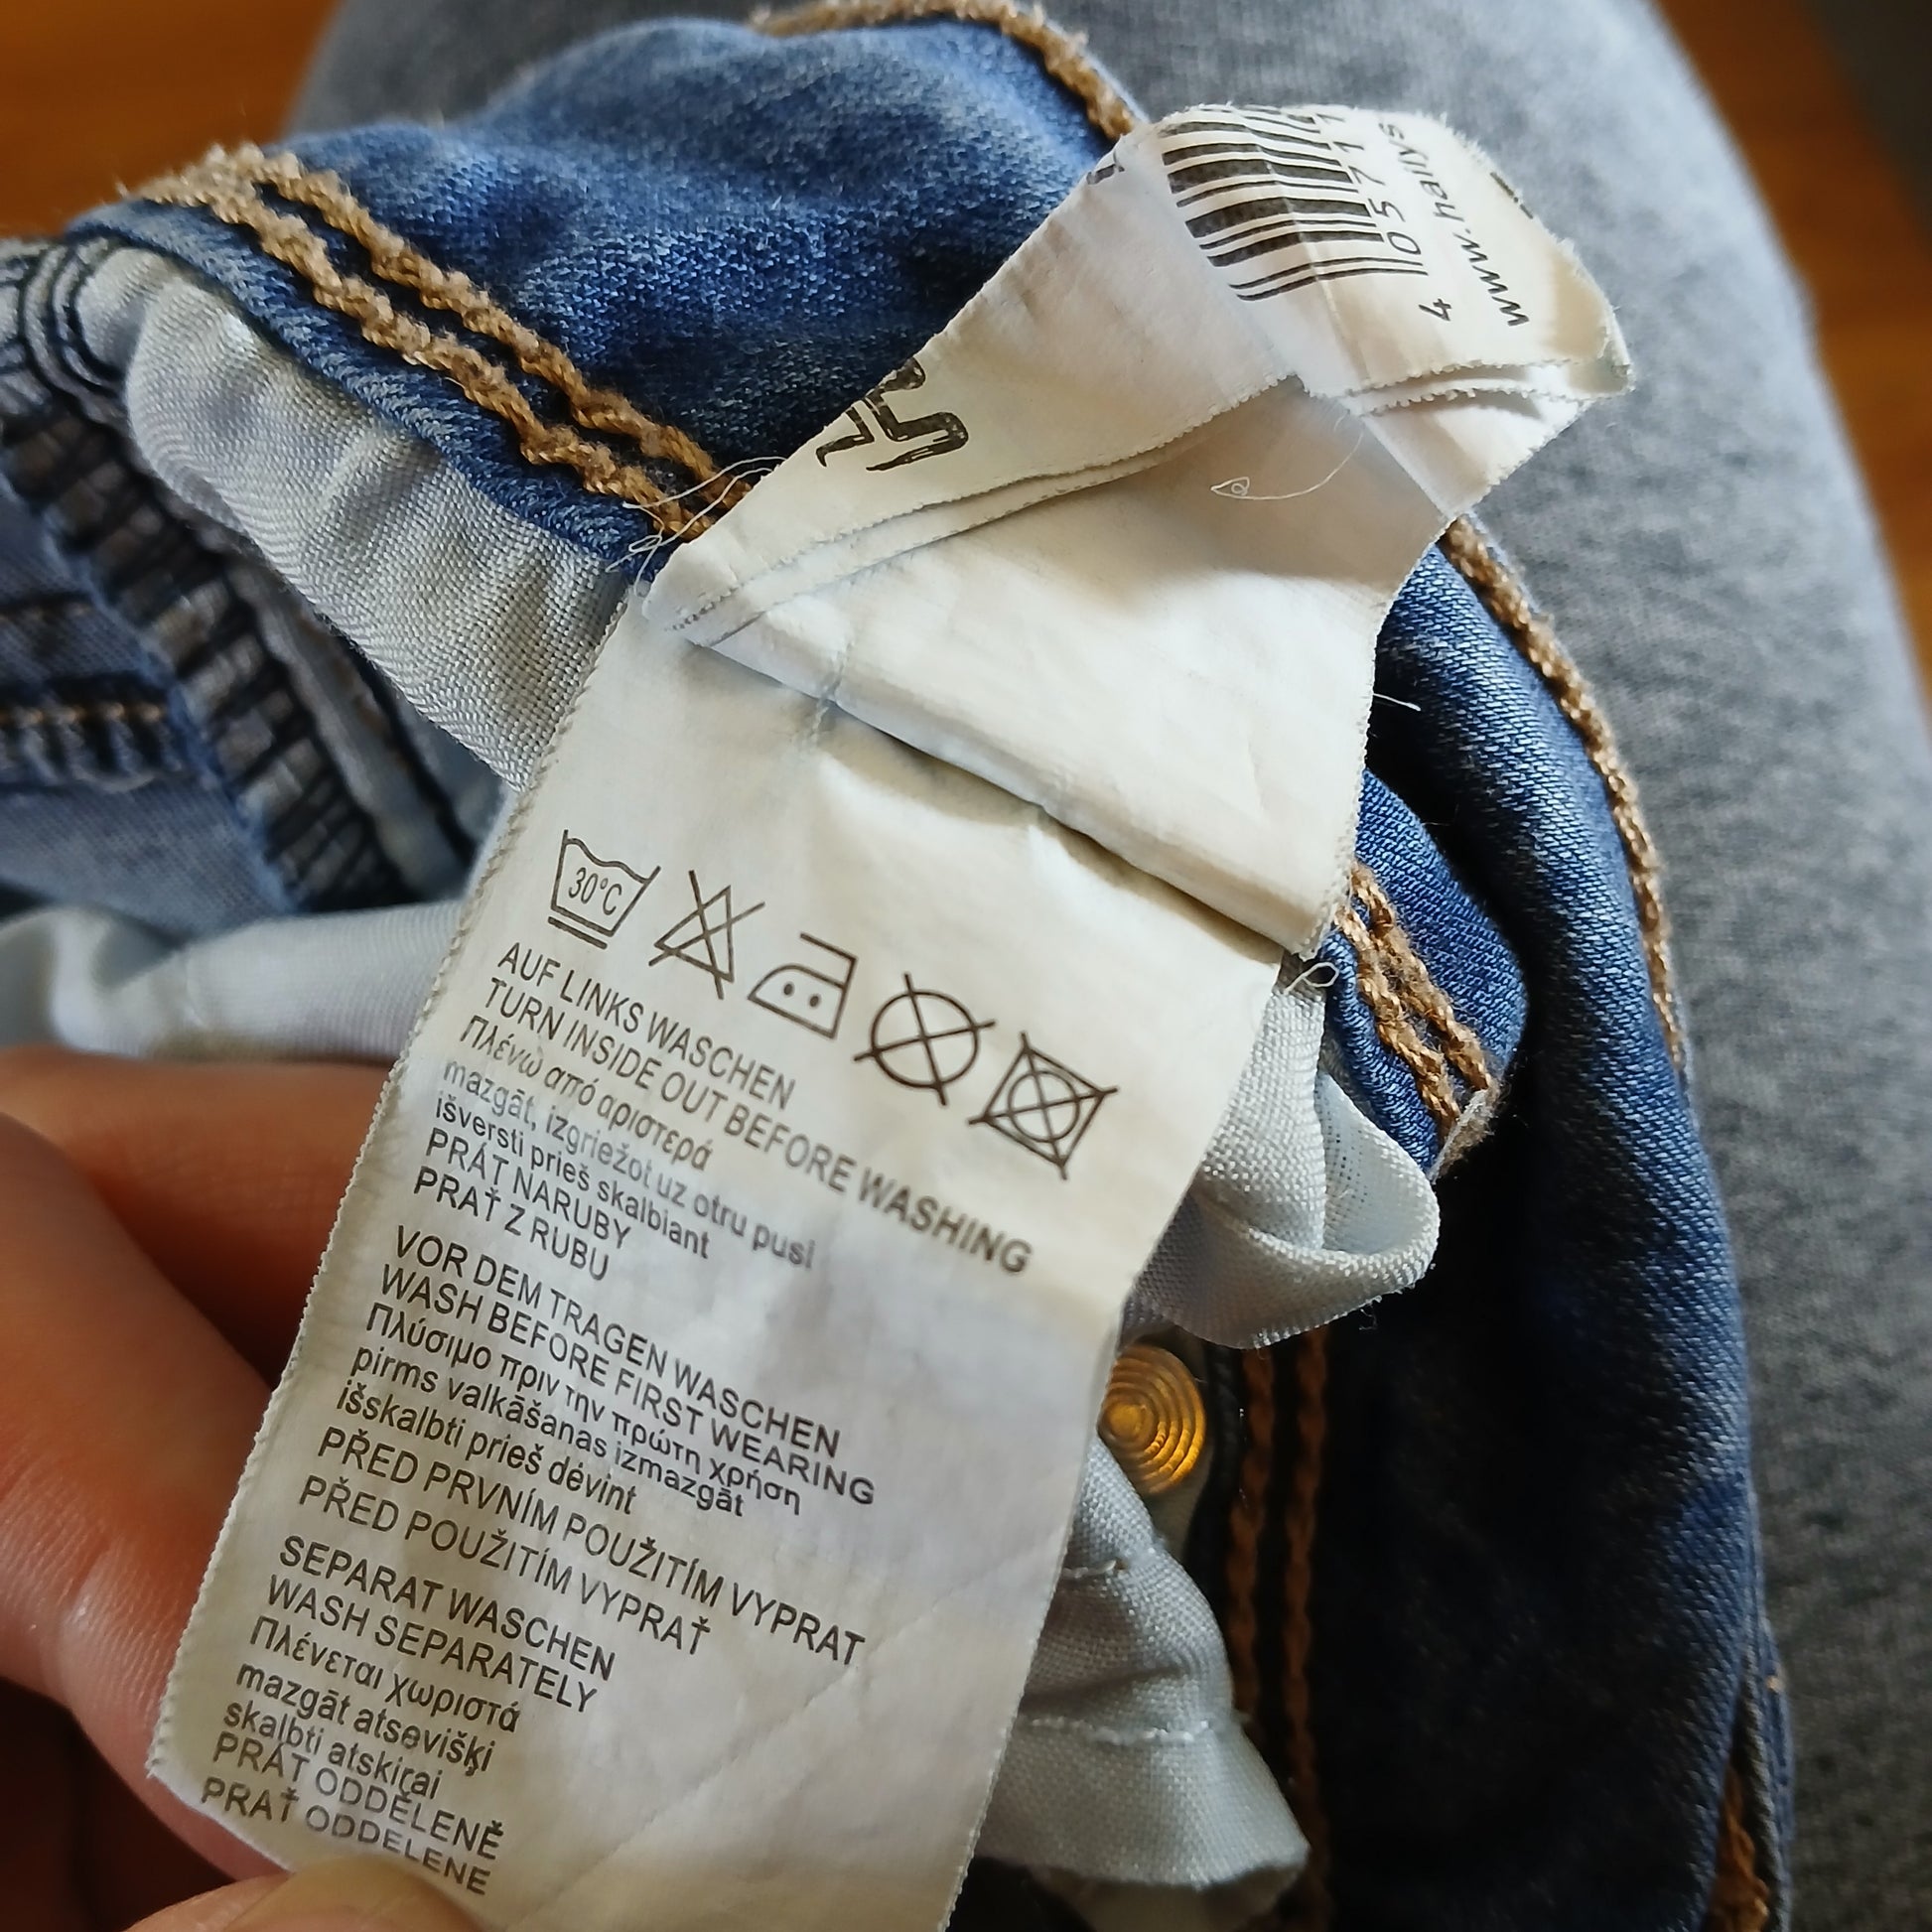 4 05711
www.hailys
30°C
AUF LINKS WASCHEN
TURN INSIDE OUT BEFORE WASHING
Πλένω από αριστερά
mazgāt, izgriežot uz otru pusi
išversti prieš skalbiant
PRÁT NARUBY
PRAŤ Z RUBU
VOR DEM TRAGEN WASCHEN
WASH BEFORE FIRST WEARING
Πλύσιμο πριν την πρώτη χρήση
pirms valkāšanas izmazgāt
išskalbti prieš dėvint
PŘED PRVNÍM POUŽITÍM VYPRAT
PŘED POUŽITÍM VYPRAŤ
SEPARAT WASCHEN
WASH SEPARATELY
Πλένεται χωριστά
mazgāt atsevišķi
skalbti atskirai
PRÁT ODDĚLENĚ
PRAŤ ODDELENE